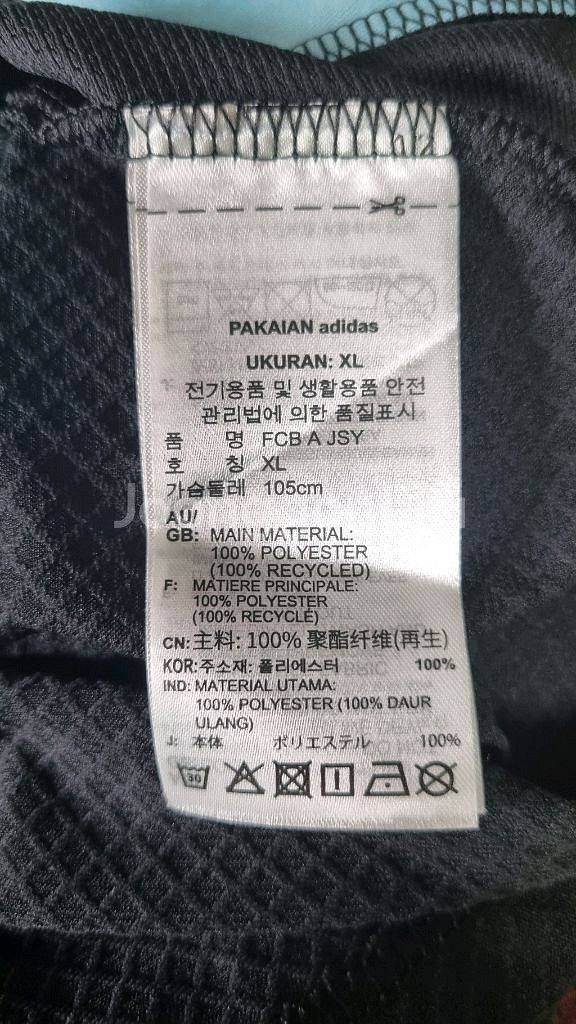 PAKAIAN adidas
UKURAN: XL
전기용품 및 생활용품 안전
관리법에 의한 품질표시
품 명 FCB A JSY
호 칭 XL
가슴둘레 105cm
AU/
GB: MAIN MATERIAL:
100% POLYESTER
(100% RECYCLED)
F: MATIERE PRINCIPALE:
100% POLYESTER
(100% RECYCLÉ)
CN: 主料: 100% 聚酯纤维(再生)
KOR: 주소재: 폴리에스터 100%
IND: MATERIAL UTAMA:
100% POLYESTER (100% DAUR
ULANG)
J: 本体 ポリエステル 100%
30